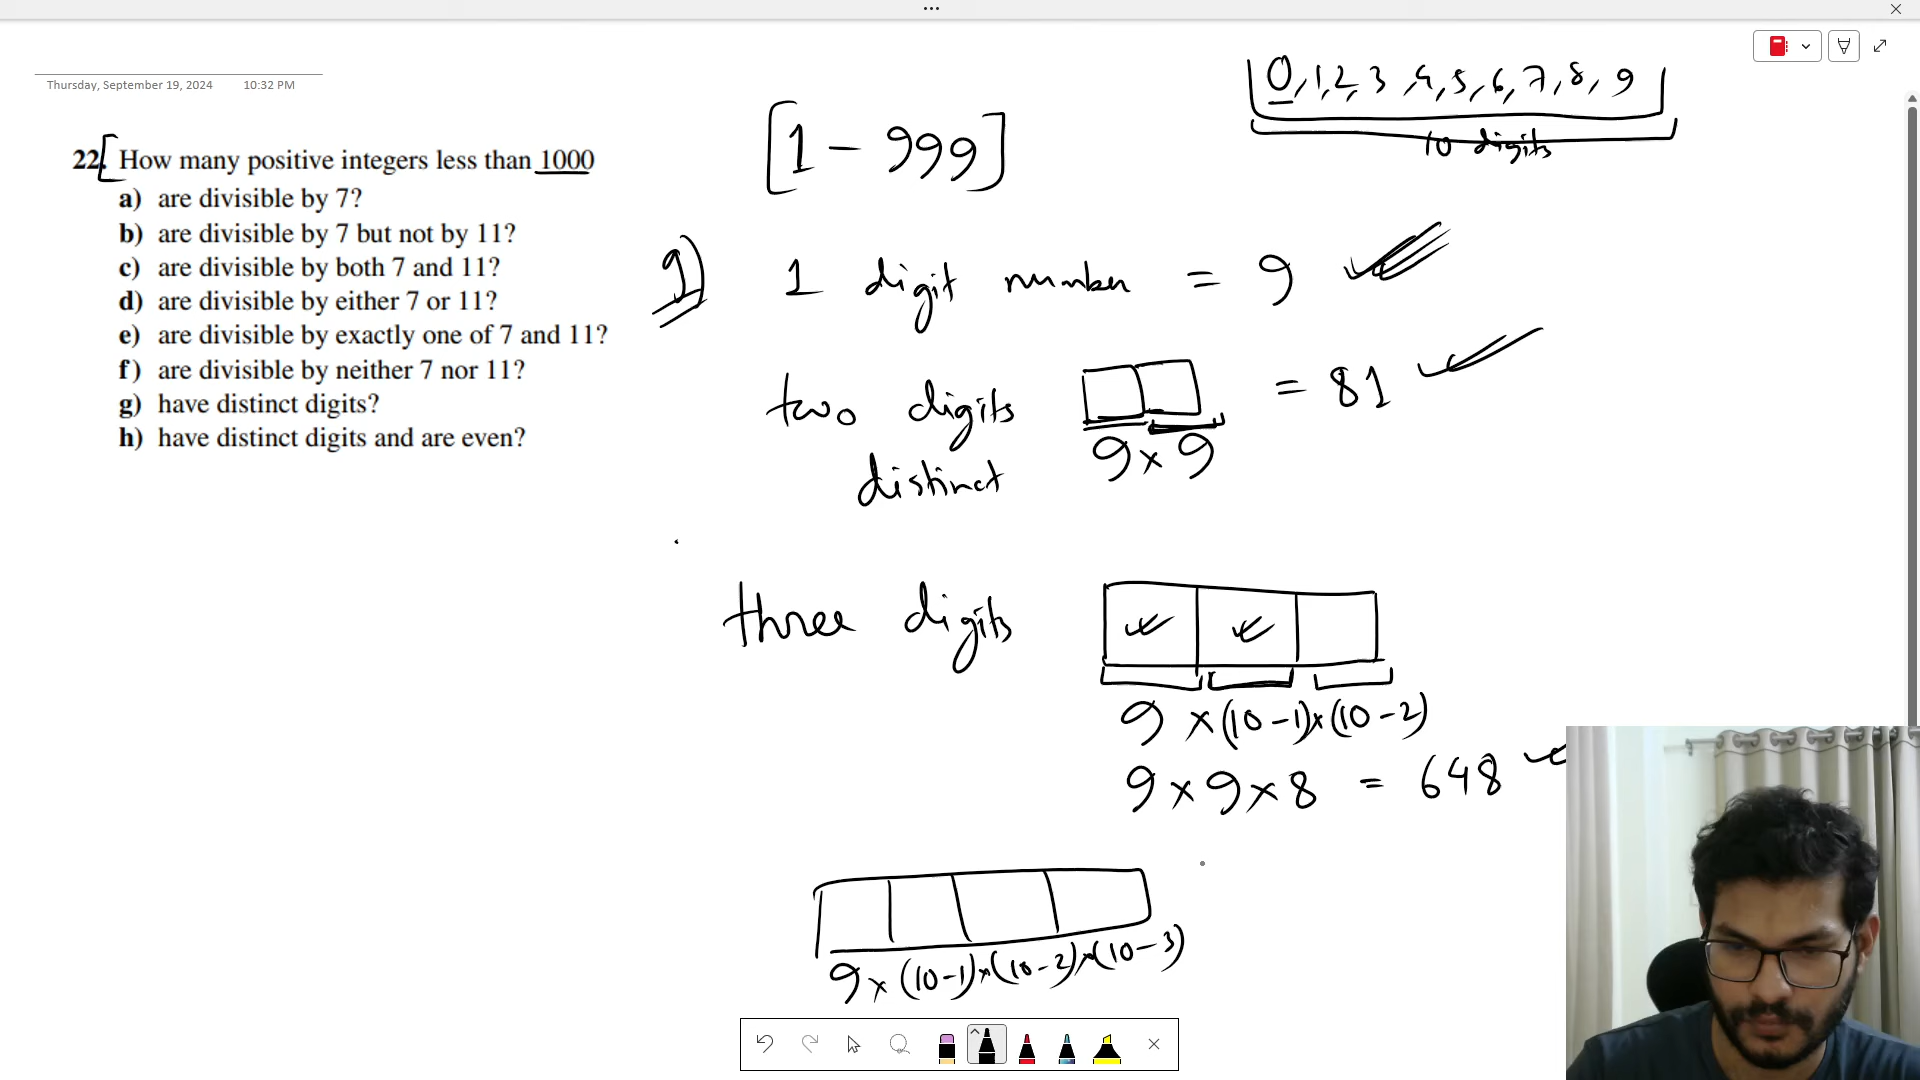 Thursday, September 19, 2024 10:32 PM
22. How many positive integers less than 1000
a) are divisible by 7?
b) are divisible by 7 but not by 11?
c) are divisible by both 7 and 11?
d) are divisible by either 7 or 11?
e) are divisible by exactly one of 7 and 11?
f) are divisible by neither 7 nor 11?
g) have distinct digits?
h) have distinct digits and are even?
[1 - 999]
0,1,2,3,4,5,6,7,8,9
10 digits
g) 1 digit number = 9
two digits = 81
9 × 9
distinct
three digits
9 × (10-1) × (10-2)
9 × 9 × 8 = 648
9 × (10-1) × (10-2) × (10-3)